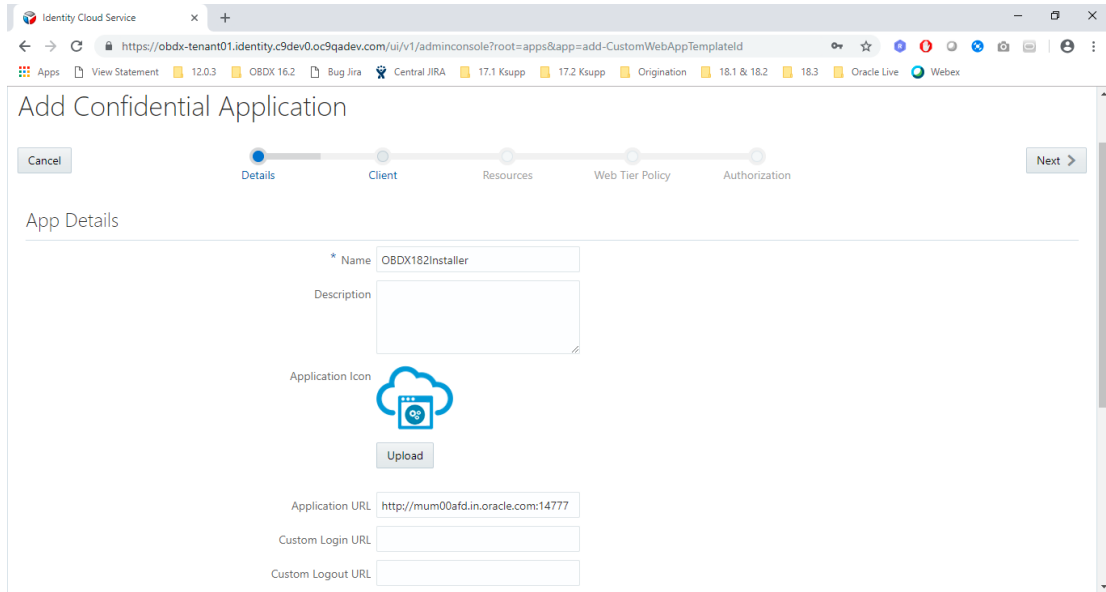 Identity Cloud Service
https://obdx-tenant01.identity.c9dev0.oc9qadev.com/ui/v1/adminconsole?root=apps&app=add-CustomWebAppTemplateId
Apps View Statement 12.0.3 OBDX 16.2 Bug Jira Central JIRA 17.1 Ksupp 17.2 Ksupp Origination 18.1 & 18.2 18.3 Oracle Live Webex
Add Confidential Application
Cancel Next
Details Client Resources Web Tier Policy Authorization
App Details
* Name OBDX182Installer
Description
Application Icon
Upload
Application URL http://mum00afd.in.oracle.com:14777
Custom Login URL
Custom Logout URL